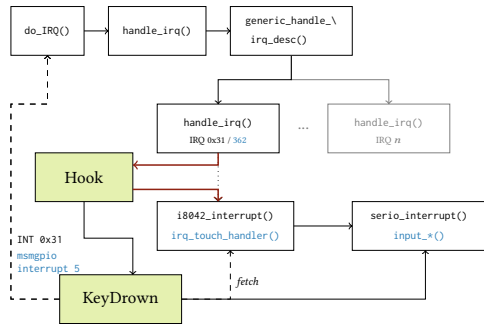 do_IRQ()
handle_irq()
generic_handle_\
irq_desc()
handle_irq()
IRQ 0x31 / 362
...
handle_irq()
IRQ n
Hook
i8042_interrupt()
irq_touch_handler()
serio_interrupt()
input_*()
INT 0x31
msmgpio
interrupt 5
fetch
KeyDrown